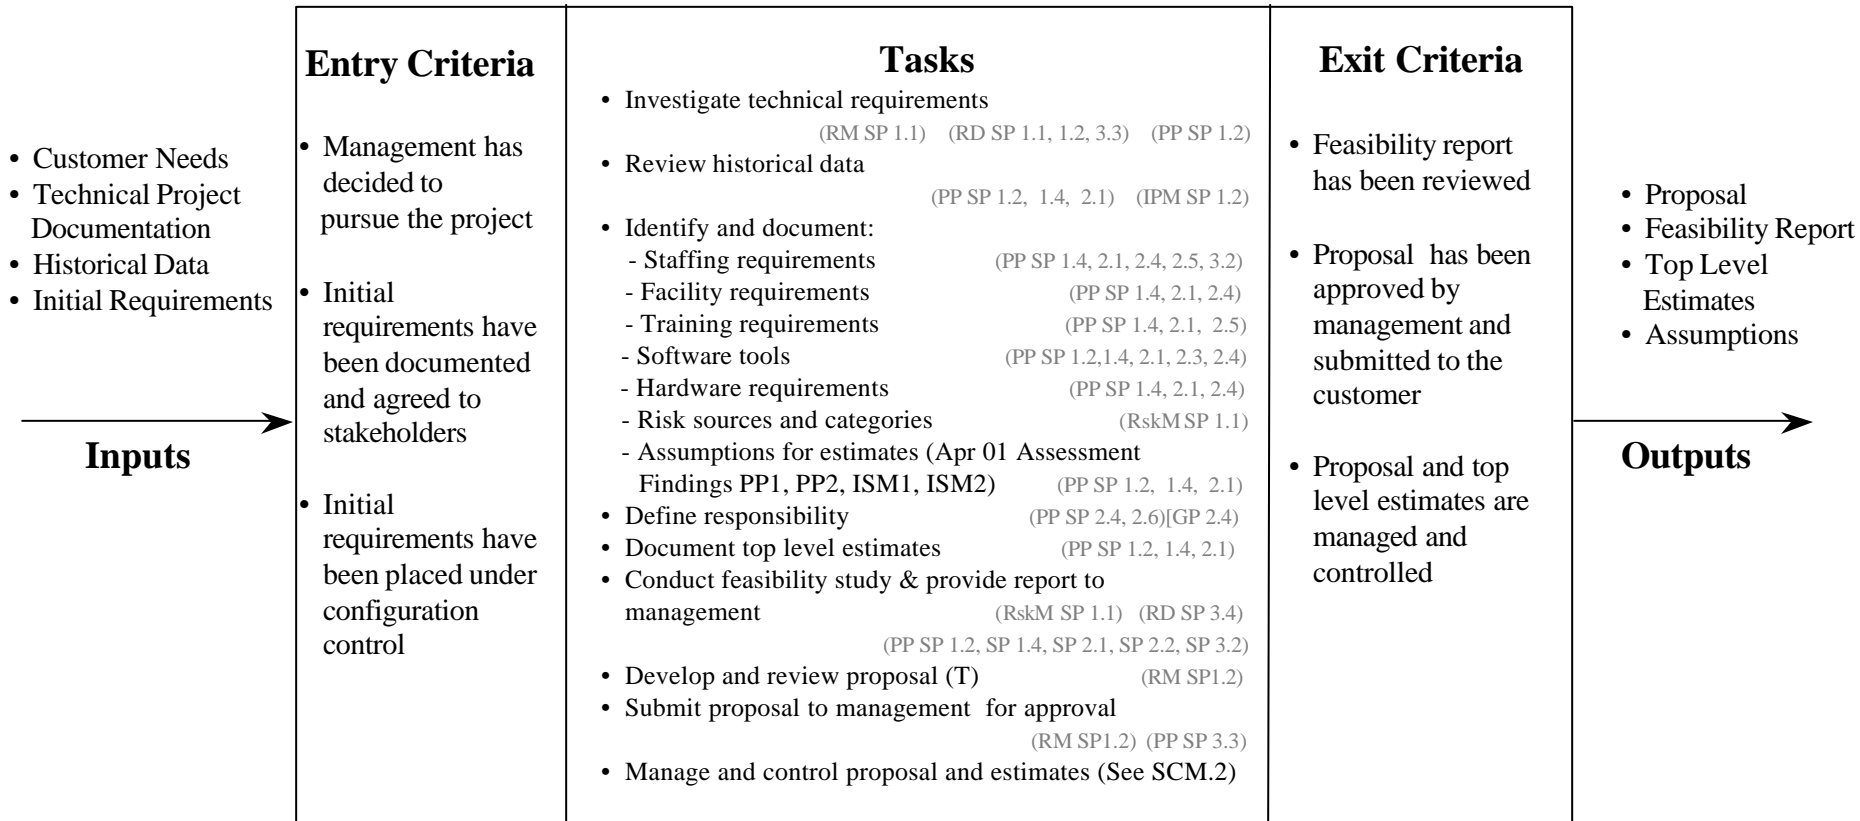 • Customer Needs
• Technical Project
Documentation
• Historical Data
• Initial Requirements
Inputs
Entry Criteria
• Management has
decided to
pursue the project
• Initial
requirements have
been documented
and agreed to
stakeholders
• Initial
requirements have
been placed under
configuration
control
Tasks
• Investigate technical requirements
(RM SP 1.1) (RD SP 1.1, 1.2, 3.3) (PP SP 1.2)
• Review historical data
(PP SP 1.2, 1.4, 2.1) (IPM SP 1.2)
• Identify and document:
- Staffing requirements (PP SP 1.4, 2.1, 2.4, 2.5, 3.2)
- Facility requirements (PP SP 1.4, 2.1, 2.4)
- Training requirements (PP SP 1.4, 2.1, 2.5)
- Software tools (PP SP 1.2,1.4, 2.1, 2.3, 2.4)
- Hardware requirements (PP SP 1.4, 2.1, 2.4)
- Risk sources and categories (RskM SP 1.1)
- Assumptions for estimates (Apr 01 Assessment
Findings PP1, PP2, ISM1, ISM2) (PP SP 1.2, 1.4, 2.1)
• Define responsibility (PP SP 2.4, 2.6)[GP 2.4)
• Document top level estimates (PP SP 1.2, 1.4, 2.1)
• Conduct feasibility study & provide report to
management (RskM SP 1.1) (RD SP 3.4)
(PP SP 1.2, SP 1.4, SP 2.1, SP 2.2, SP 3.2)
• Develop and review proposal (T) (RM SP1.2)
• Submit proposal to management for approval
(RM SP1.2) (PP SP 3.3)
• Manage and control proposal and estimates (See SCM.2)
Exit Criteria
• Feasibility report
has been reviewed
• Proposal has been
approved by
management and
submitted to the
customer
• Proposal and top
level estimates are
managed and
controlled
• Proposal
• Feasibility Report
• Top Level
Estimates
• Assumptions
Outputs